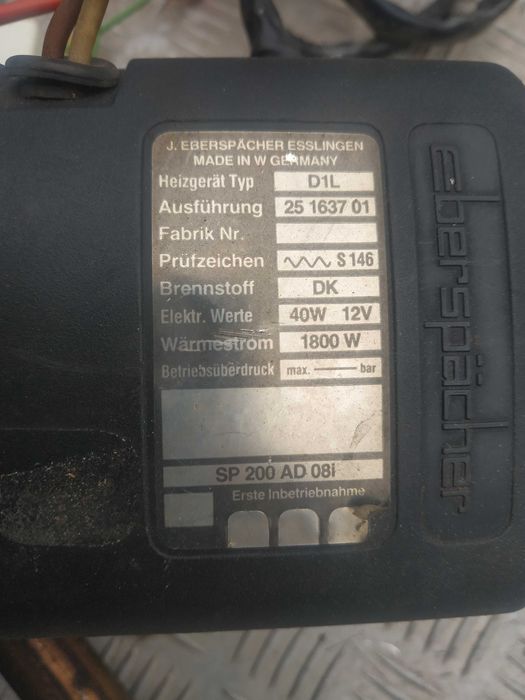 J. EBERSPÄCHER ESSLINGEN
MADE IN W GERMANY
Heizgerät Typ D1L
Ausführung 25 1637 01
Fabrik Nr.
Prüfzeichen S 146
Brennstoff DK
Elektr. Werte 40W 12V
Wärmestrom 1800 W
Betriebsüberdruck max. —— bar
SP 200 AD 08i
Erste Inbetriebnahme
eberspächer